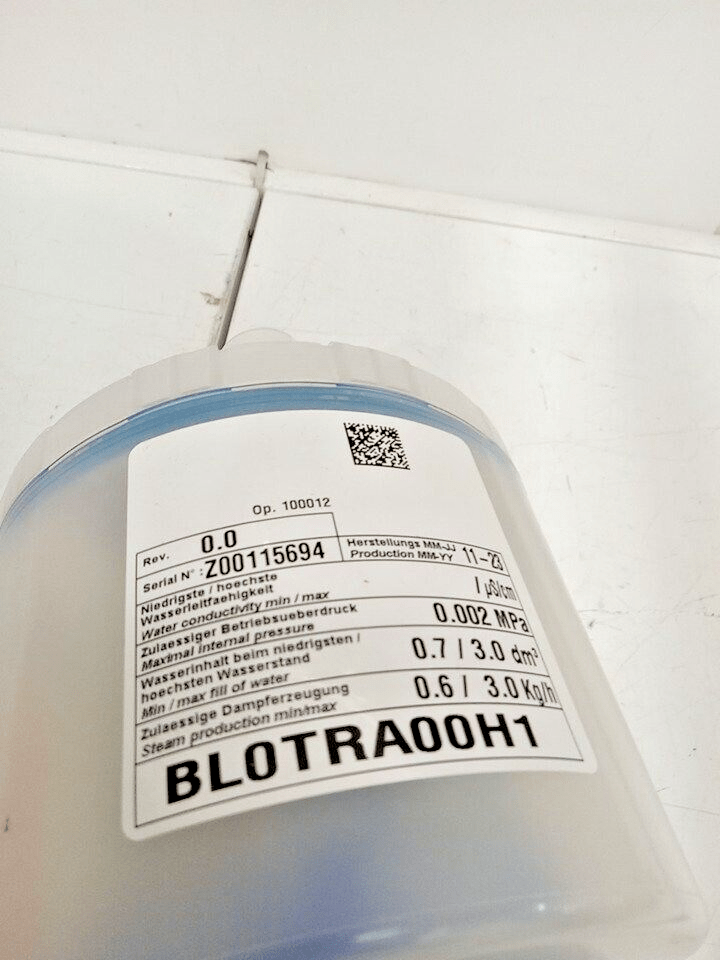 Op. 100012
Rev. 0.0
Serial N° : Z00115694
Herstellungs MM-JJ
Production MM-YY 11-23
Niedrigste / hoechste
Wasserleitfaehigkeit
Water conductivity min / max
/ µS/cm
Zulaessiger Betriebsueberdruck
Maximal internal pressure
0.002 MPa
Wasserinhalt beim niedrigsten /
hoechsten Wasserstand
Min / max fill of water
0.7 / 3.0 dm³
Zulaessige Dampferzeugung
Steam production min/max
0.6 / 3.0 Kg/h
BL0TRA00H1